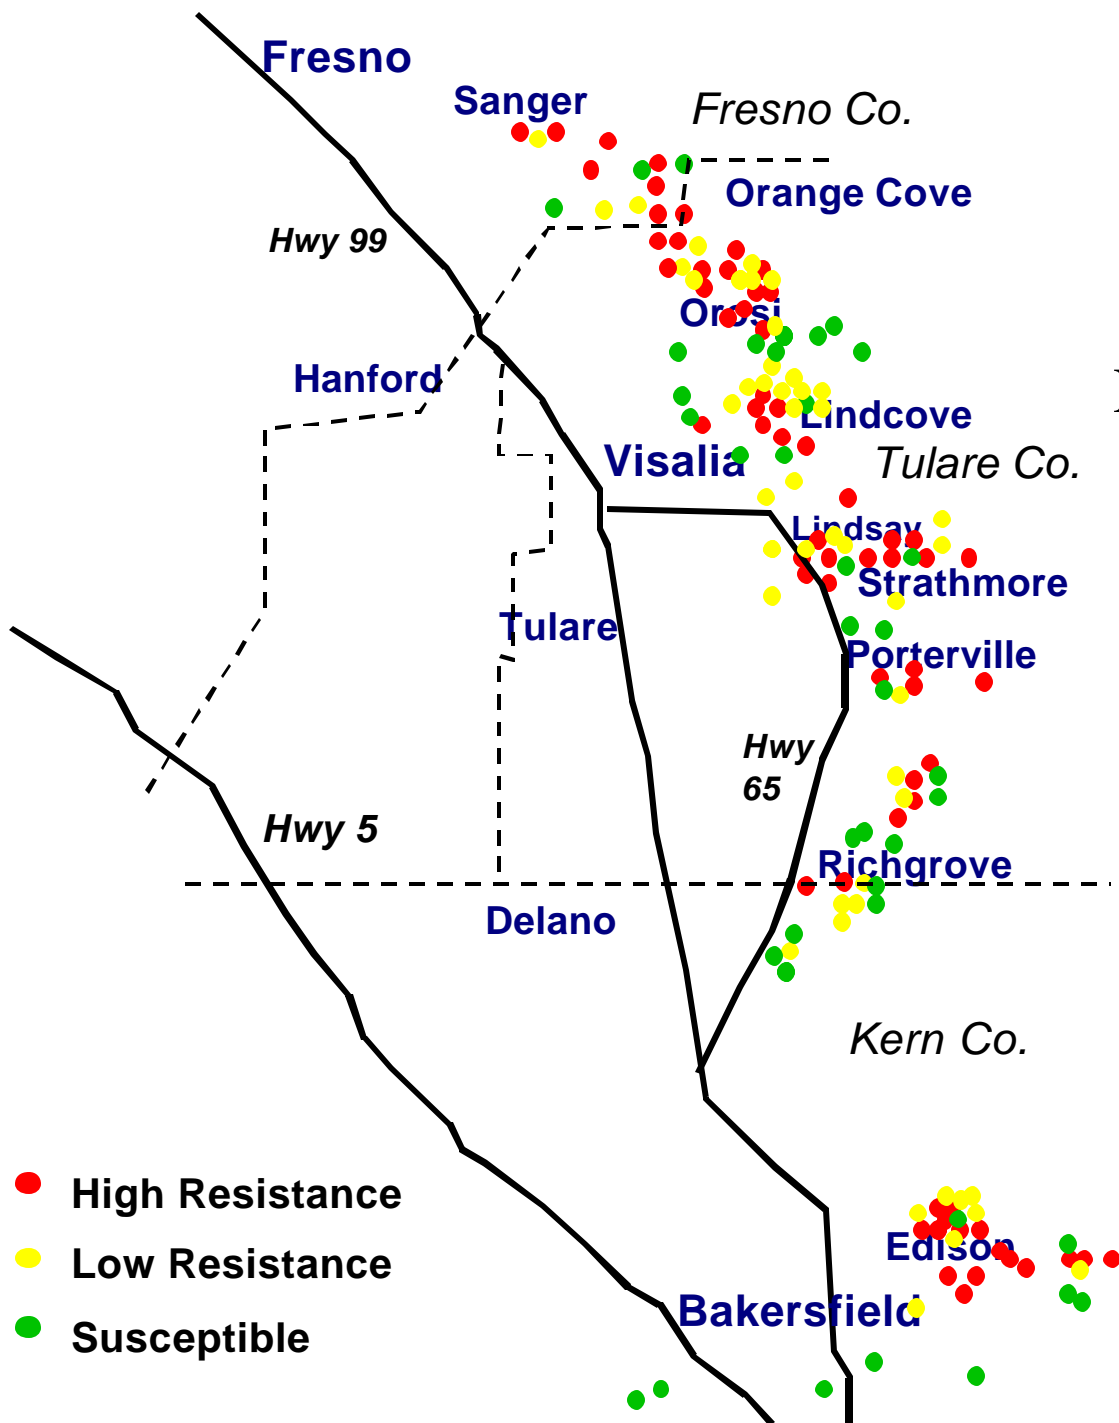 Fresno
Sanger
Fresno Co.
Orange Cove
Hwy 99
Orosi
Hanford
Lindcove
Visalia
Tulare Co.
Lindsay
Strathmore
Tulare
Porterville
Hwy
65
Hwy 5
Richgrove
Delano
Kern Co.
High Resistance
Edison
Low Resistance
Bakersfield
Susceptible